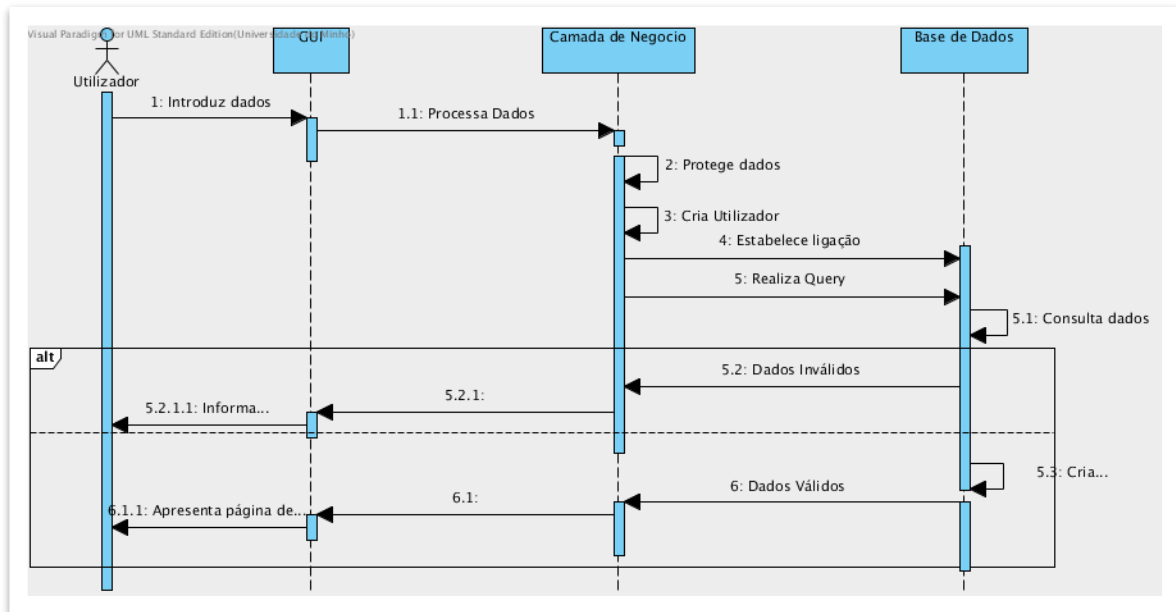 Visual Paradigm for UML Standard Edition(Universidade do Minho)
GUI
Camada de Negocio
Base de Dados
Utilizador
1: Introduz dados
1.1: Processa Dados
2: Protege dados
3: Cria Utilizador
4: Estabelece ligação
5: Realiza Query
5.1: Consulta dados
alt
5.2: Dados Inválidos
5.2.1:
5.2.1.1: Informa...
5.3: Cria...
6: Dados Válidos
6.1:
6.1.1: Apresenta página de...